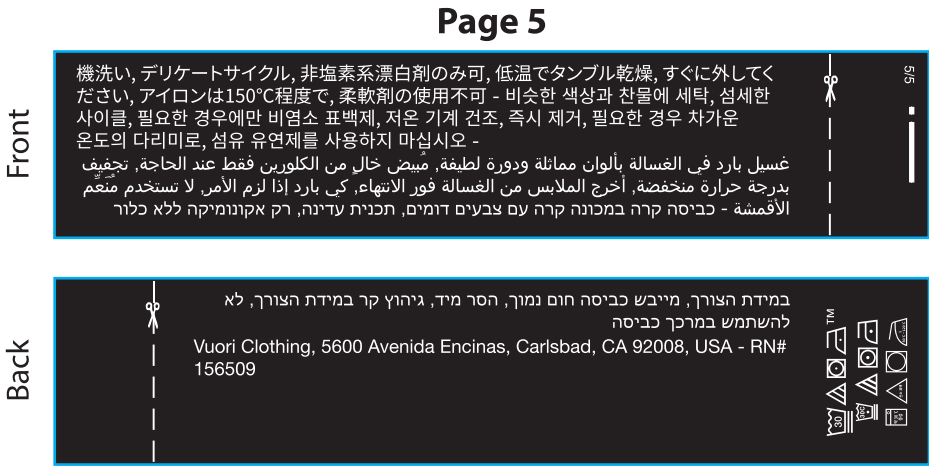 Page 5
Front
機洗い, デリケートサイクル, 非塩素系漂白剤のみ可, 低温でタンブル乾燥, すぐに外してく
ださい, アイロンは150℃程度で, 柔軟剤の使用不可 - 비슷한 색상과 찬물에 세탁, 섬세한
사이클, 필요한 경우에만 비염소 표백제, 저온 기계 건조, 즉시 제거, 필요한 경우 차가운
온도의 다리미로, 섬유 유연제를 사용하지 마십시오 -
غسيل بارد في الغسالة بألوان مماثلة ودورة لطيفة, مُبيض خالٍ من الكلورين فقط عند الحاجة, تجفيف
بدرجة حرارة منخفضة, أخرج الملابس من الغسالة فور الانتهاء, كي بارد إذا لزم الأمر, لا تستخدم مُنَعِّم
الأقمشة - כביסה קרה במכונה קרה עם צבעים דומים, תכנית עדינה, רק אקונומיקה ללא כלור
5/5
Back
במידת הצורך, מייבש כביסה חום נמוך, הסר מיד, גיהוץ קר במידת הצורך, לא
להשתמש במרכך כביסה
Vuori Clothing, 5600 Avenida Encinas, Carlsbad, CA 92008, USA - RN#
156509
TM
30